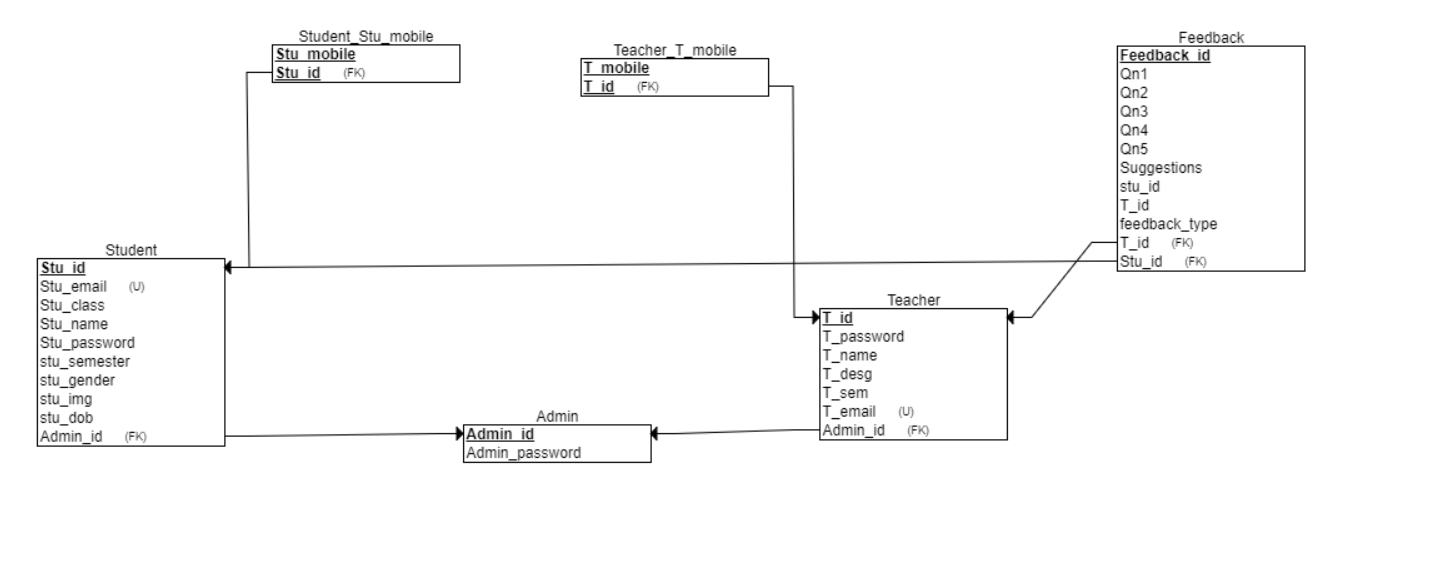 Student_Stu_mobile
Stu_mobile
Stu_id (FK)
Teacher_T_mobile
T_mobile
T_id (FK)
Feedback
Feedback_id
Qn1
Qn2
Qn3
Qn4
Qn5
Suggestions
stu_id
T_id
feedback_type
T_id (FK)
Stu_id (FK)
Student
Stu_id
Stu_email (U)
Stu_class
Stu_name
Stu_password
stu_semester
stu_gender
stu_img
stu_dob
Admin_id (FK)
Teacher
T_id
T_password
T_name
T_desg
T_sem
T_email (U)
Admin_id (FK)
Admin
Admin_id
Admin_password